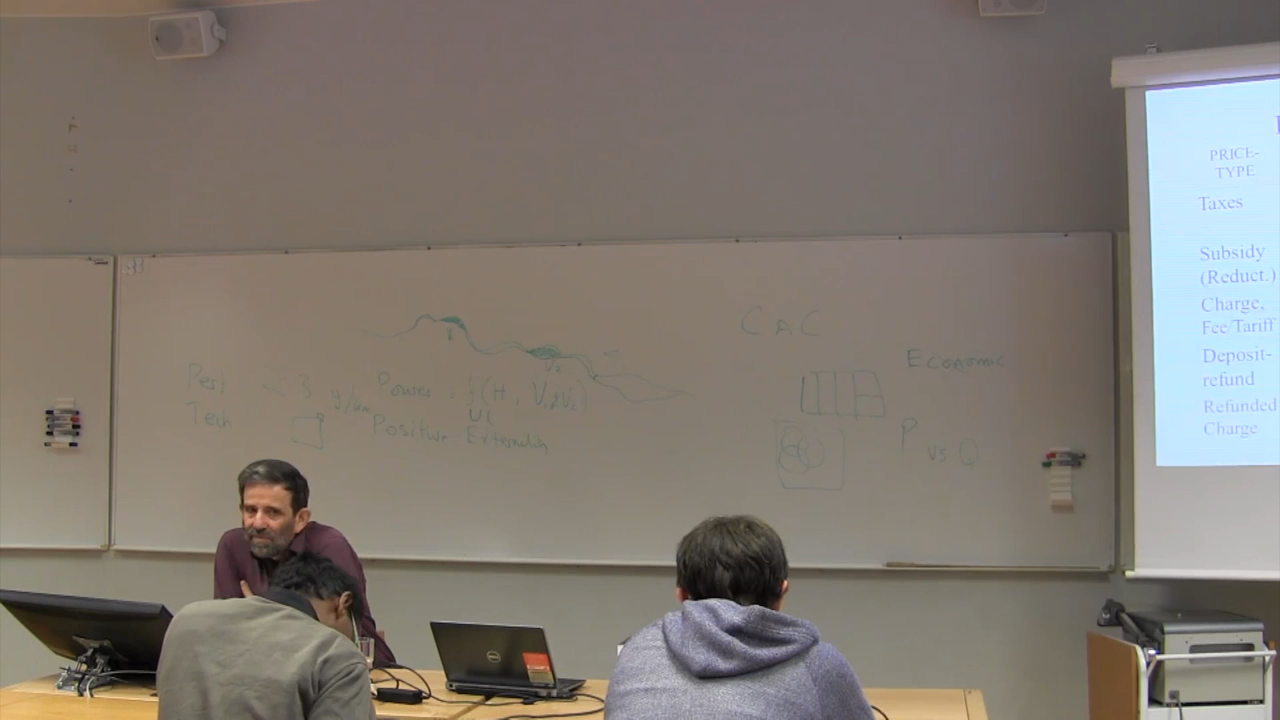 CAC
Economic
Power = f(H, V₁, V₂)
Tech
Positive Externality
P vs Q
PRICE-
TYPE
Taxes
Subsidy
(Reduct.)
Charge,
Fee/Tariff
Deposit-
refund
Refunded
Charge
DELL